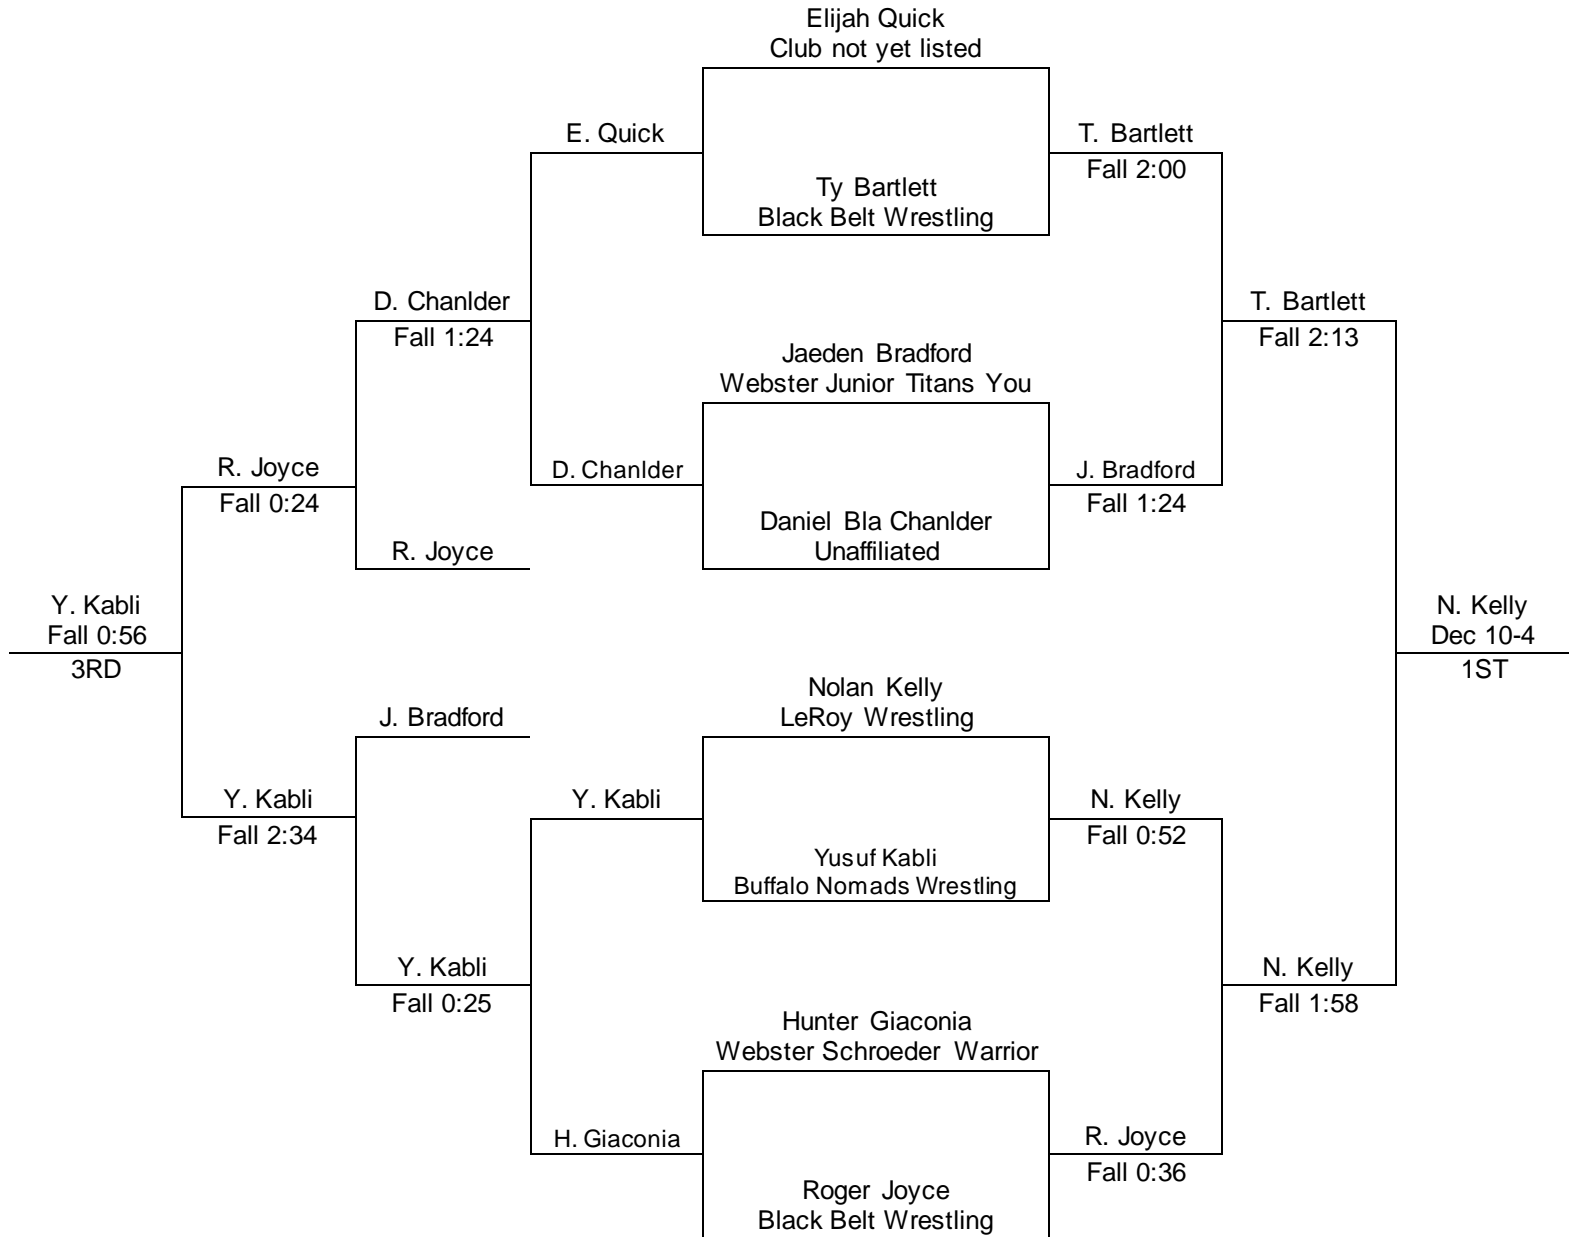 Elijah Quick
Club not yet listed
E. Quick
T. Bartlett
Fall 2:00
Ty Bartlett
Black Belt Wrestling
D. Chanlder
Fall 1:24
T. Bartlett
Fall 2:13
Jaeden Bradford
Webster Junior Titans You
R. Joyce
Fall 0:24
D. Chanlder
J. Bradford
Fall 1:24
Daniel Bla Chanlder
Unaffiliated
R. Joyce
Y. Kabli
Fall 0:56
3RD
N. Kelly
Dec 10-4
1ST
Nolan Kelly
LeRoy Wrestling
J. Bradford
Y. Kabli
Fall 2:34
Y. Kabli
N. Kelly
Fall 0:52
Yusuf Kabli
Buffalo Nomads Wrestling
Y. Kabli
Fall 0:25
N. Kelly
Fall 1:58
Hunter Giaconia
Webster Schroeder Warrior
H. Giaconia
R. Joyce
Fall 0:36
Roger Joyce
Black Belt Wrestling